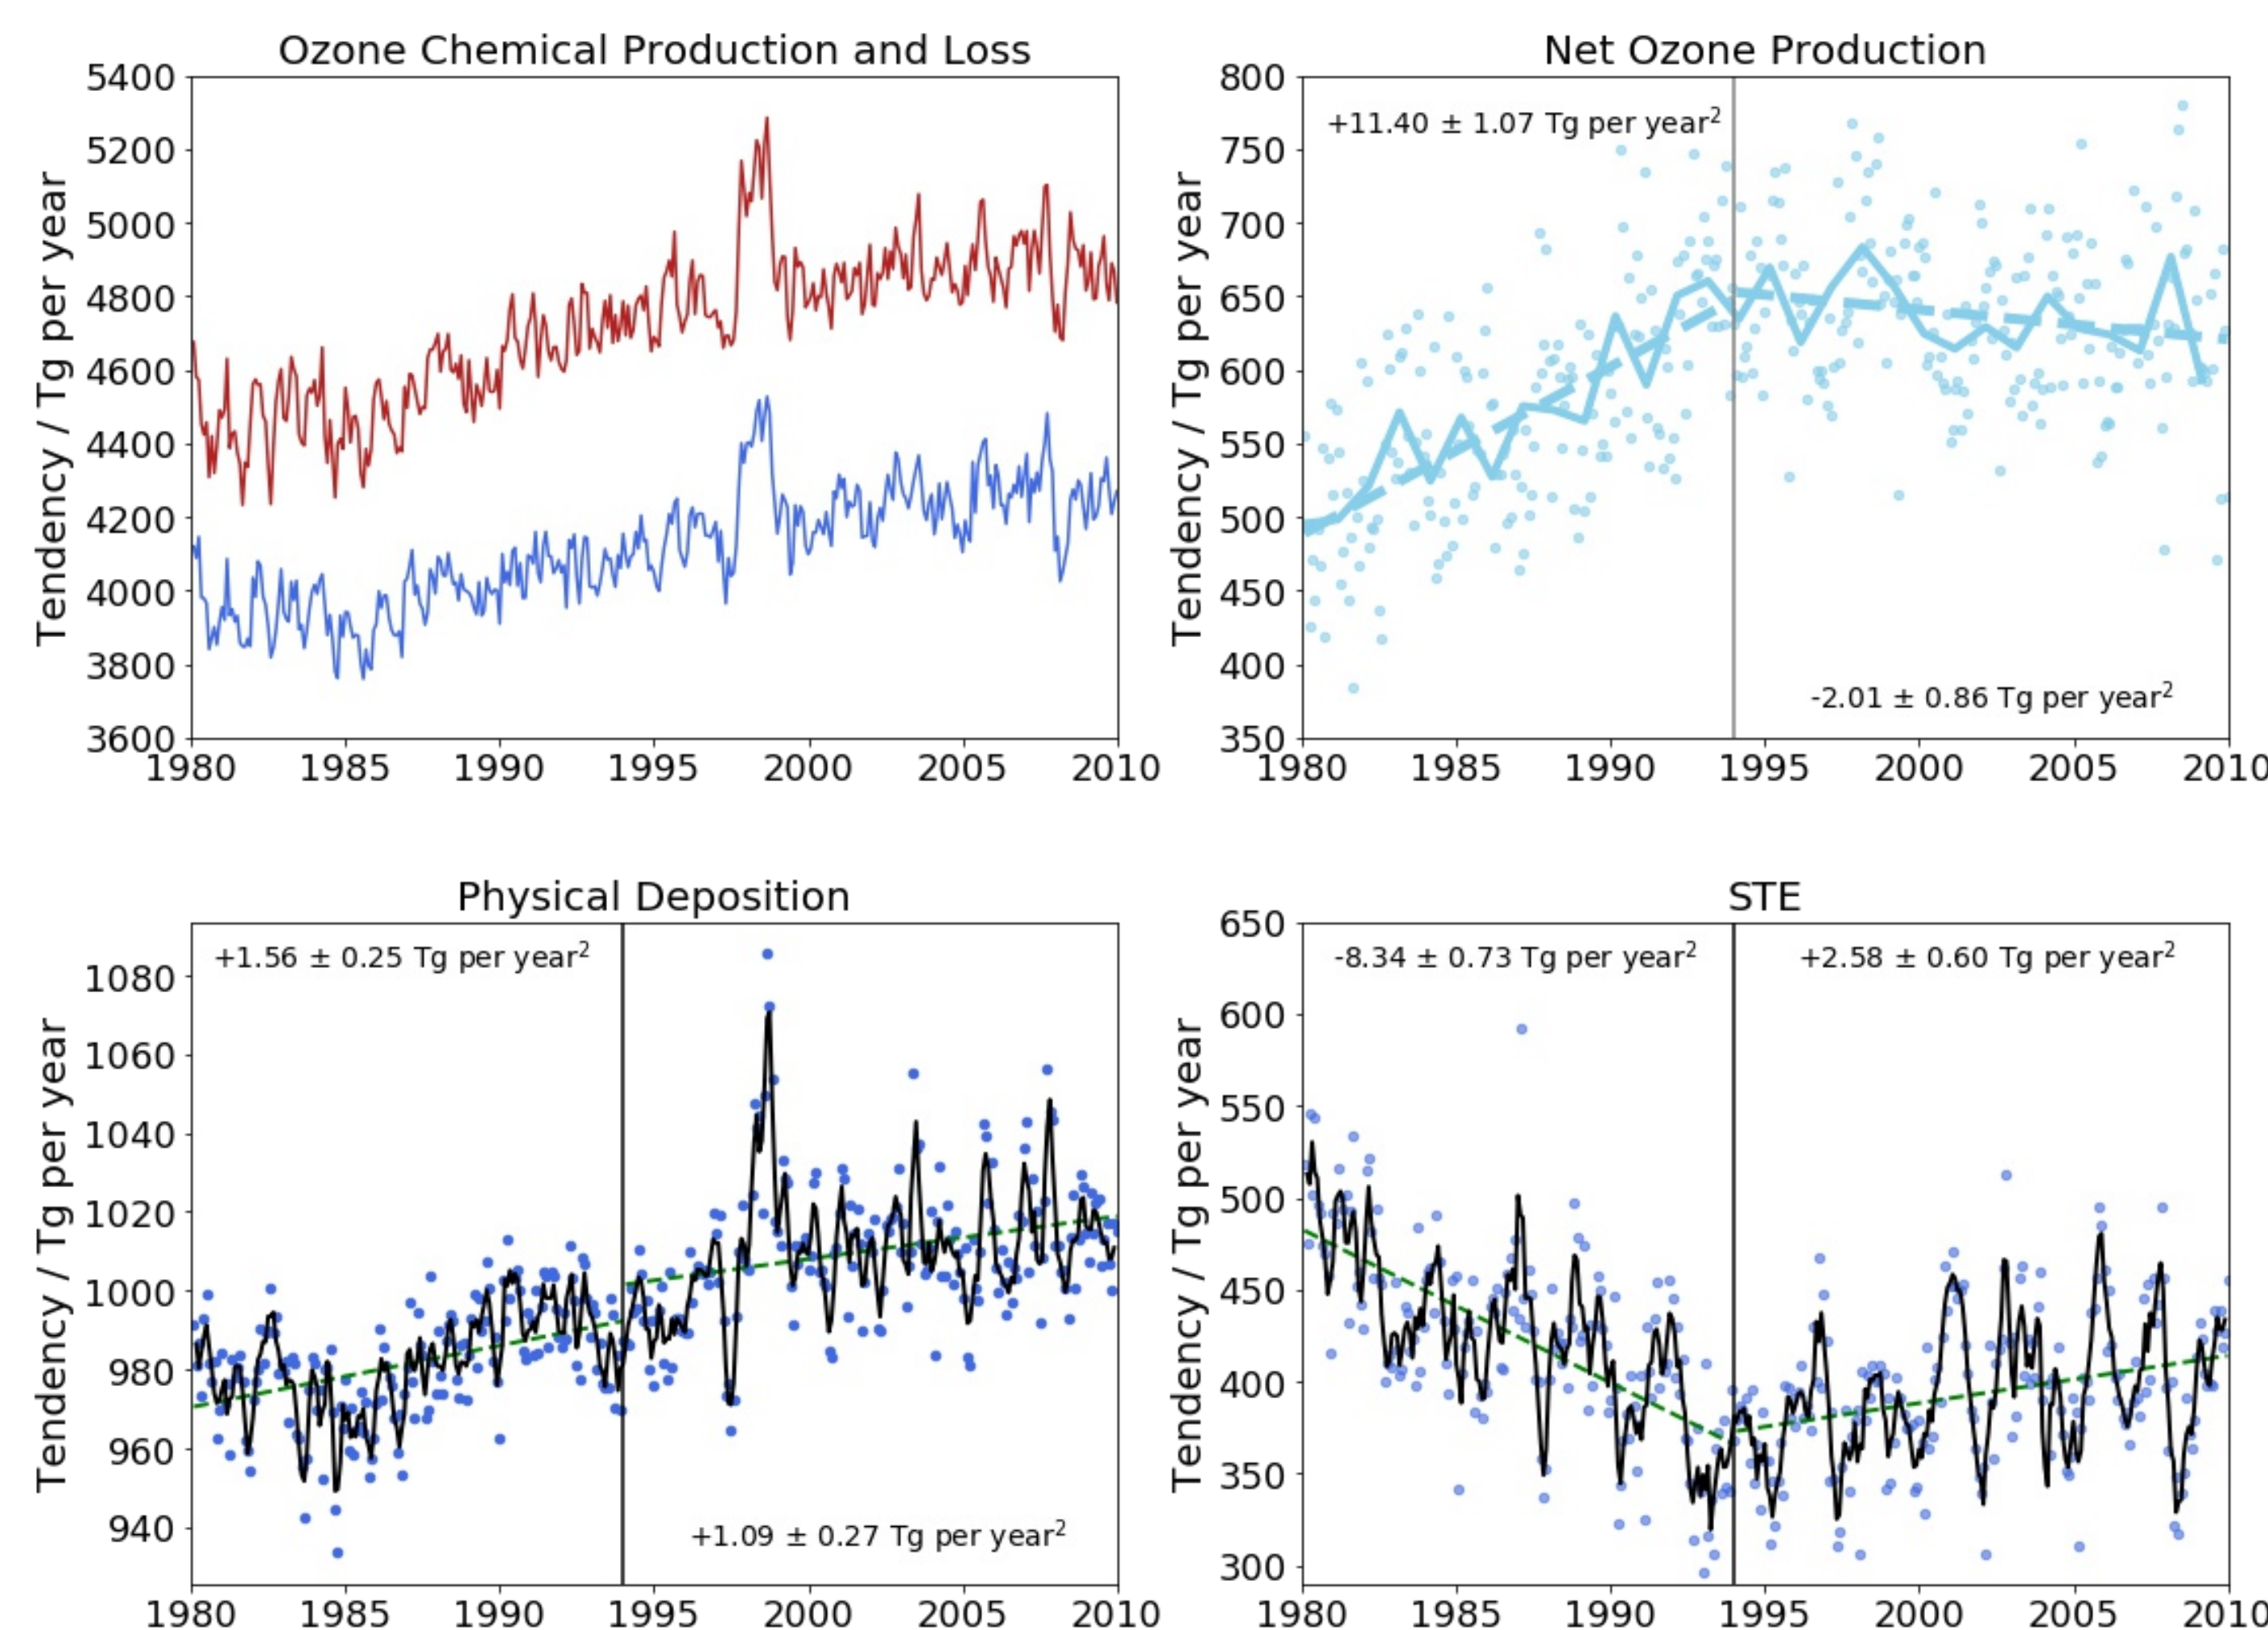 Ozone Chemical Production and Loss
Tendency / Tg per year
5400
5200
5000
4800
4600
4400
4200
4000
3800
3600
1980 1985 1990 1995 2000 2005 2010
Net Ozone Production
Tendency / Tg per year
800
750
700
650
600
550
500
450
400
350
+11.40 ± 1.07 Tg per year²
-2.01 ± 0.86 Tg per year²
1980 1985 1990 1995 2000 2005 2010
Physical Deposition
Tendency / Tg per year
1080
1060
1040
1020
1000
980
960
940
+1.56 ± 0.25 Tg per year²
+1.09 ± 0.27 Tg per year²
1980 1985 1990 1995 2000 2005 2010
STE
Tendency / Tg per year
650
600
550
500
450
400
350
300
-8.34 ± 0.73 Tg per year²
+2.58 ± 0.60 Tg per year²
1980 1985 1990 1995 2000 2005 2010